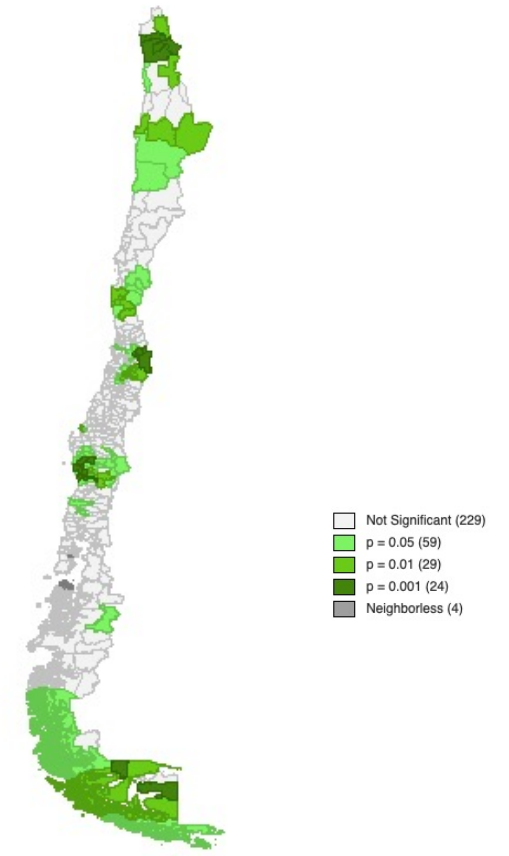 Not Significant (229)
p = 0.05 (59)
p = 0.01 (29)
p = 0.001 (24)
Neighborless (4)